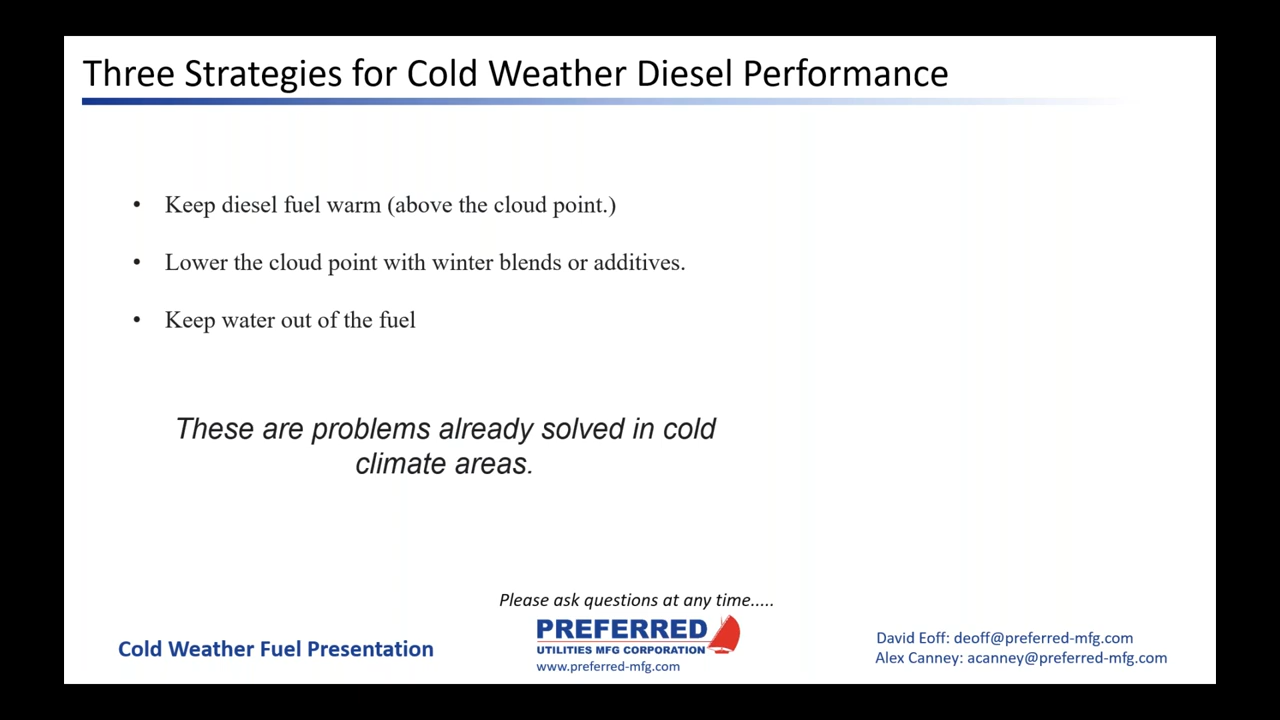 Three Strategies for Cold Weather Diesel Performance
• Keep diesel fuel warm (above the cloud point.)
• Lower the cloud point with winter blends or additives.
• Keep water out of the fuel
These are problems already solved in cold
climate areas.
Please ask questions at any time.....
Cold Weather Fuel Presentation
PREFERRED
UTILITIES MFG CORPORATION
www.preferred-mfg.com
David Eoff: deoff@preferred-mfg.com
Alex Canney: acanney@preferred-mfg.com